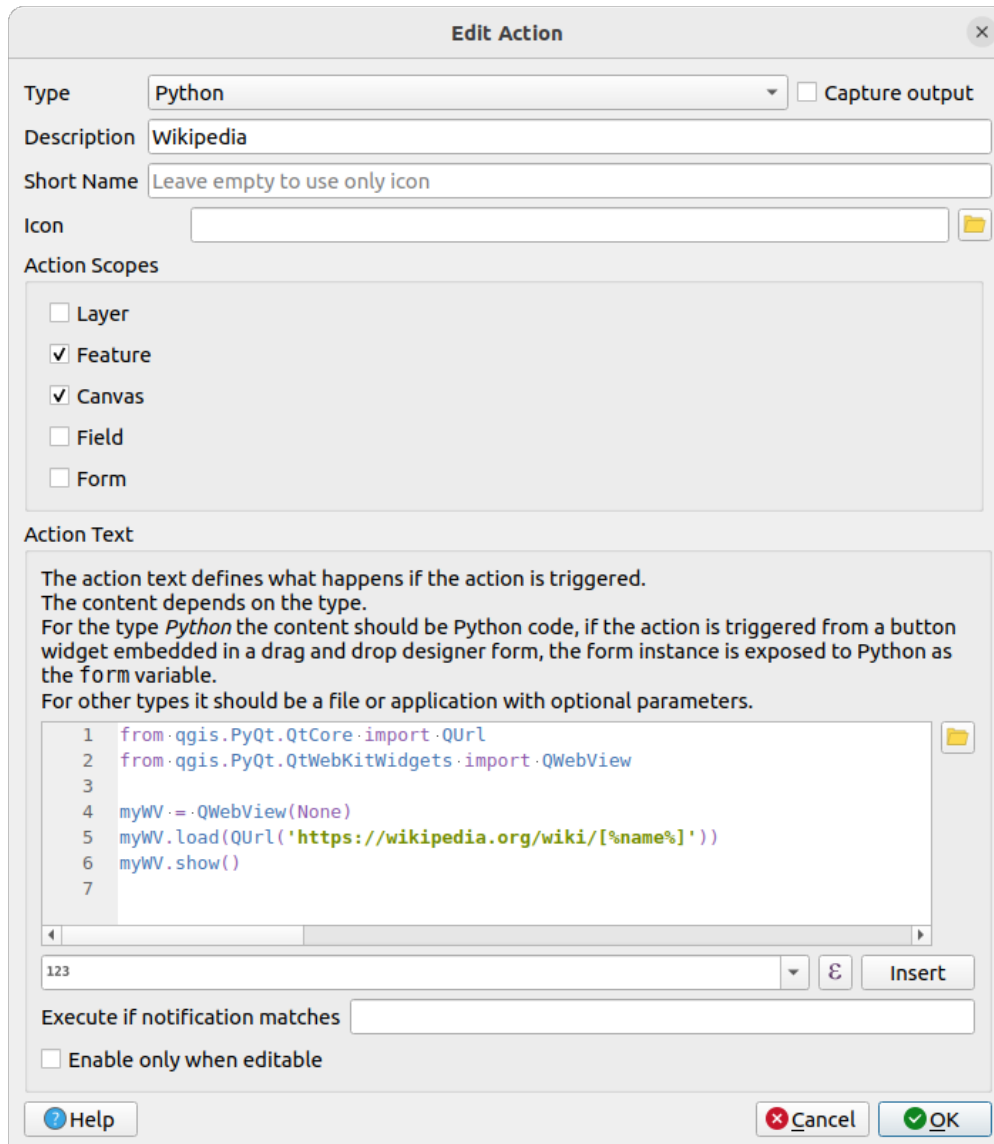 Edit Action
Type Python Capture output
Description Wikipedia
Short Name Leave empty to use only icon
Icon
Action Scopes
Layer
Feature
Canvas
Field
Form
Action Text
The action text defines what happens if the action is triggered.
The content depends on the type.
For the type Python the content should be Python code, if the action is triggered from a button
widget embedded in a drag and drop designer form, the form instance is exposed to Python as
the form variable.
For other types it should be a file or application with optional parameters.
1 from·qgis.PyQt.QtCore·import·QUrl
2 from·qgis.PyQt.QtWebKitWidgets·import·QWebView
3
4 myWV·=·QWebView(None)
5 myWV.load(QUrl('https://wikipedia.org/wiki/[%name%]'))
6 myWV.show()
7
123 ε Insert
Execute if notification matches
Enable only when editable
? Help Cancel OK